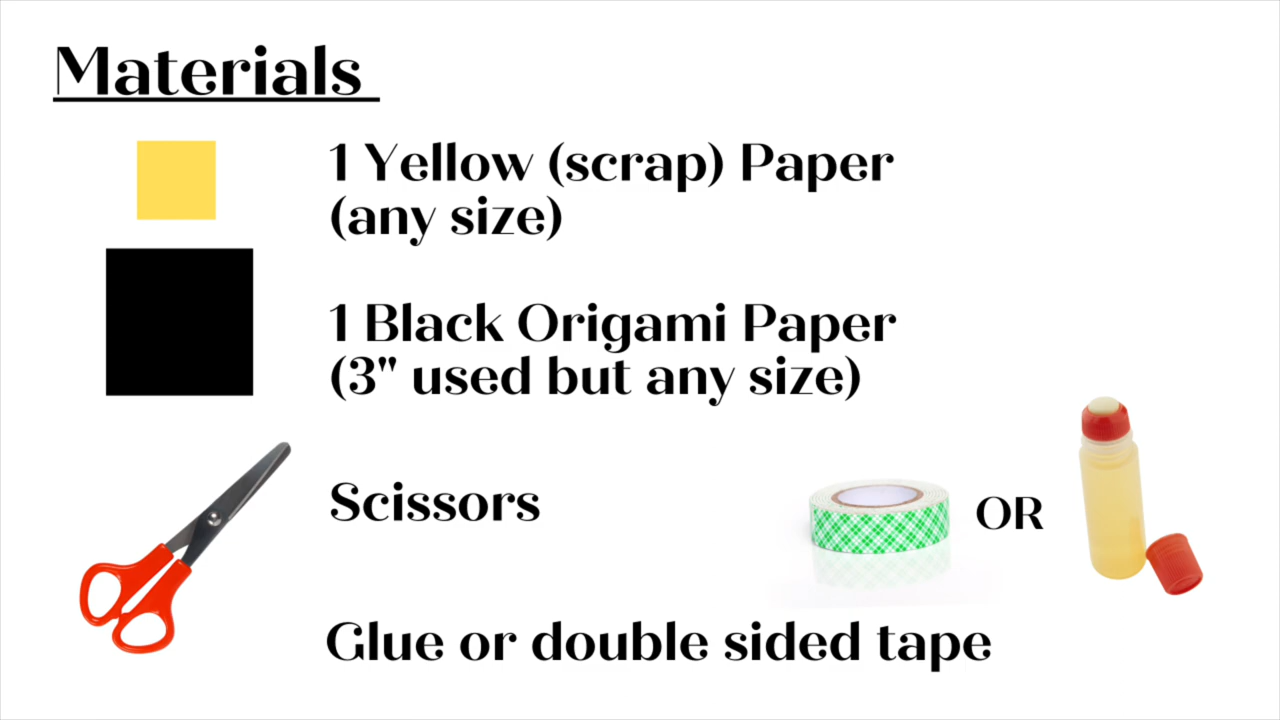 Materials
1 Yellow (scrap) Paper
(any size)
1 Black Origami Paper
(3" used but any size)
Scissors
OR
Glue or double sided tape